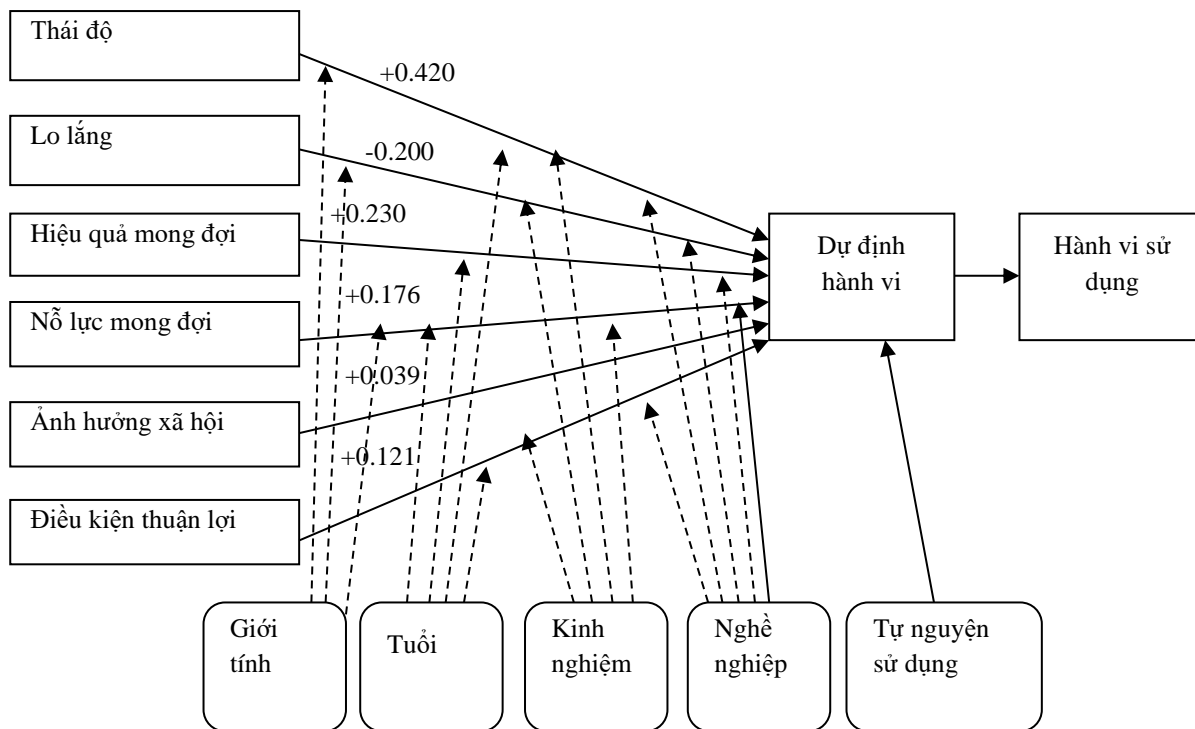 Thái độ
+0.420
Lo lắng
-0.200
+0.230
Hiệu quả mong đợi
Dự định
hành vi
Hành vi sử
dụng
+0.176
Nỗ lực mong đợi
+0.039
Ảnh hưởng xã hội
+0.121
Điều kiện thuận lợi
Giới
tính
Tuổi
Kinh
nghiệm
Nghề
nghiệp
Tự nguyện
sử dụng